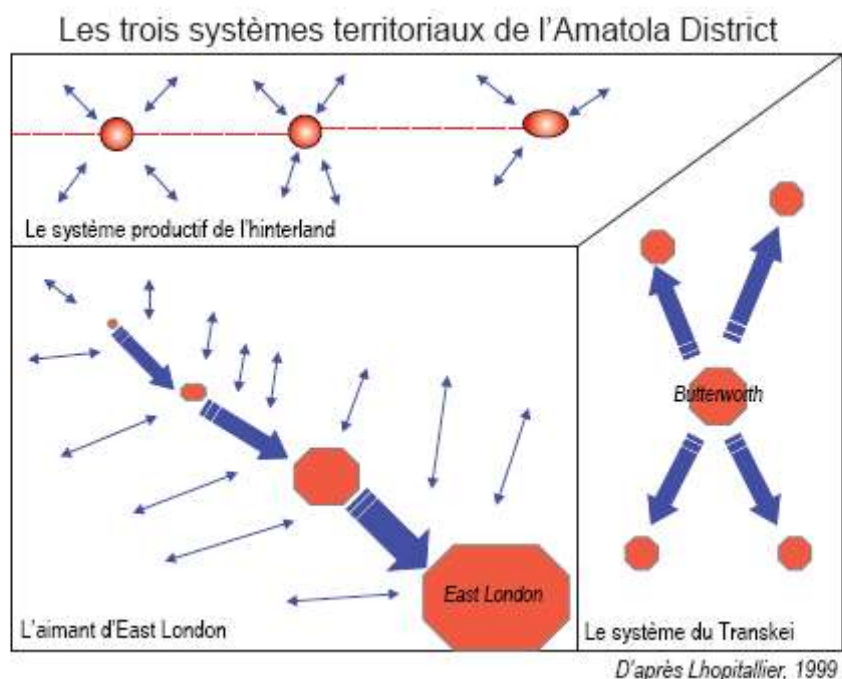 Les trois systèmes territoriaux de l'Amatola District
Le système productif de l'hinterland
Butterworth
East London
L'aimant d'East London
Le système du Transkei
D'après Lhopitallier, 1999